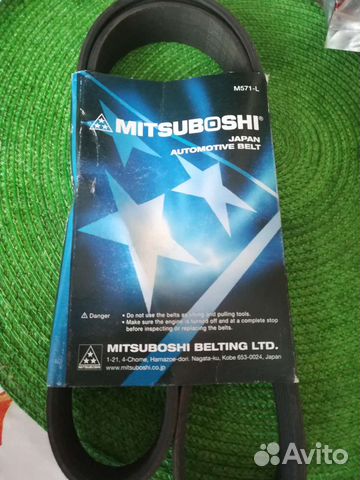 M571-L
MITSUBOSHI®
JAPAN
AUTOMOTIVE BELT
Danger
• Do not use the belts as sliving and pulling tools.
• Make sure the engine is turned off and at a complete stop
before inspecting or replacing the belts.
MITSUBOSHI
MITSUBOSHI BELTING LTD.
1-21, 4-Chome, Hamazoe-dori, Nagata-ku, Kobe 653-0024, Japan
www.mitsuboshi.co.jp
Avito